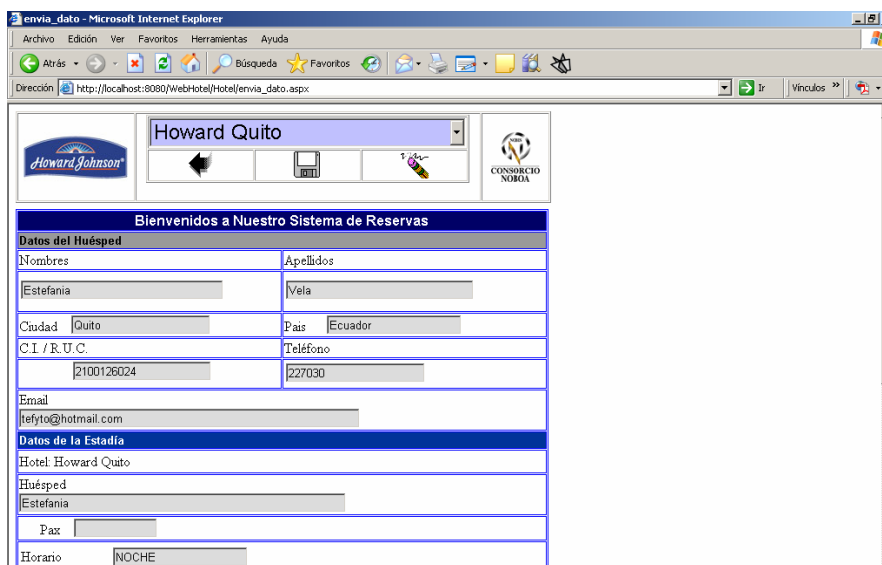 envia_dato - Microsoft Internet Explorer
Archivo Edición Ver Favoritos Herramientas Ayuda
Atrás Búsqueda Favoritos
Dirección http://localhost:8080/WebHotel/Hotel/envia_dato.aspx Ir Vínculos »
Howard Johnson®
Howard Quito
NOBIS
CONSORCIO
NOBOA
Bienvenidos a Nuestro Sistema de Reservas
Datos del Huésped
Nombres Apellidos
Estefania Vela
Ciudad Quito Pais Ecuador
C.I. / R.U.C. Teléfono
2100126024 227030
Email
tefyto@hotmail.com
Datos de la Estadía
Hotel: Howard Quito
Huésped
Estefania
Pax
Horario NOCHE